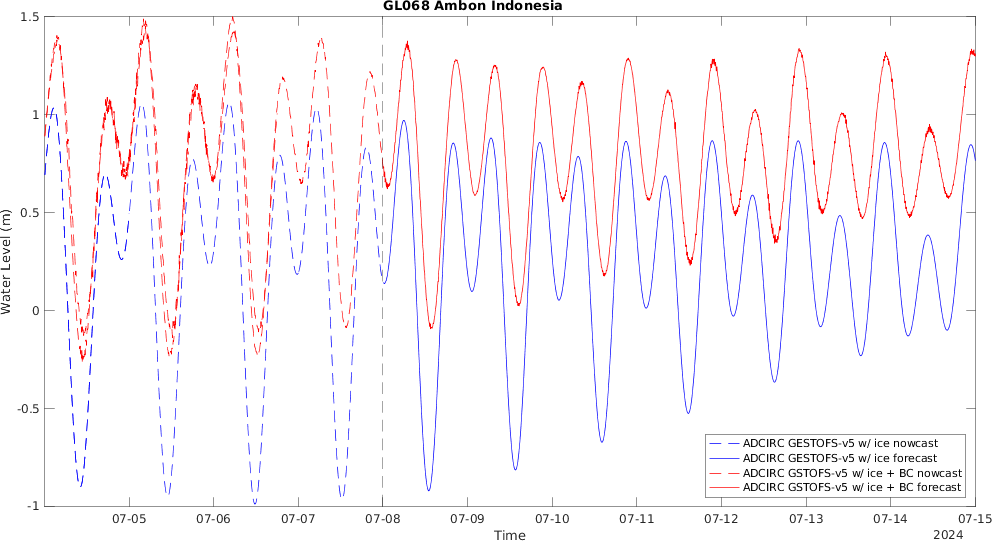 GL068 Ambon Indonesia
1.5
1
0.5
0
-0.5
-1
Water Level (m)
07-05 07-06 07-07 07-08 07-09 07-10 07-11 07-12 07-13 07-14 07-15
Time
2024
ADCIRC GESTOFS-v5 w/ ice nowcast
ADCIRC GESTOFS-v5 w/ ice forecast
ADCIRC GSTOFS-v5 w/ ice + BC nowcast
ADCIRC GSTOFS-v5 w/ ice + BC forecast